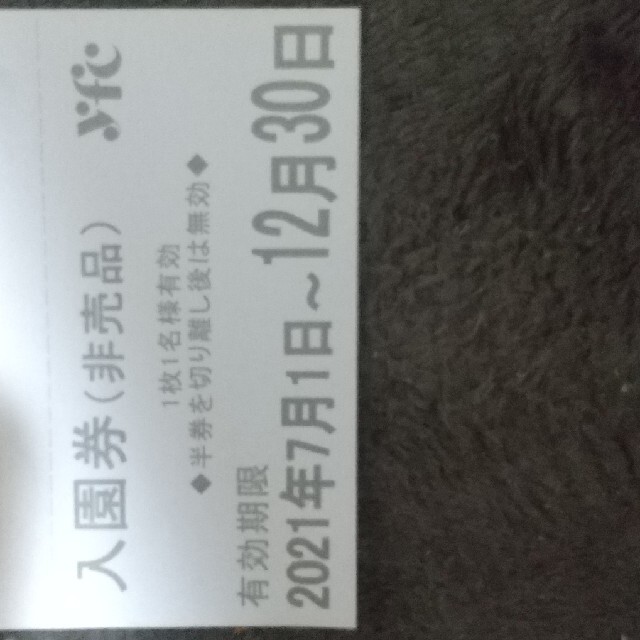 入園券(非売品) yfc
1枚1名様有効
◆半券を切り離し後は無効◆
有効期限
2021年7月1日~12月30日